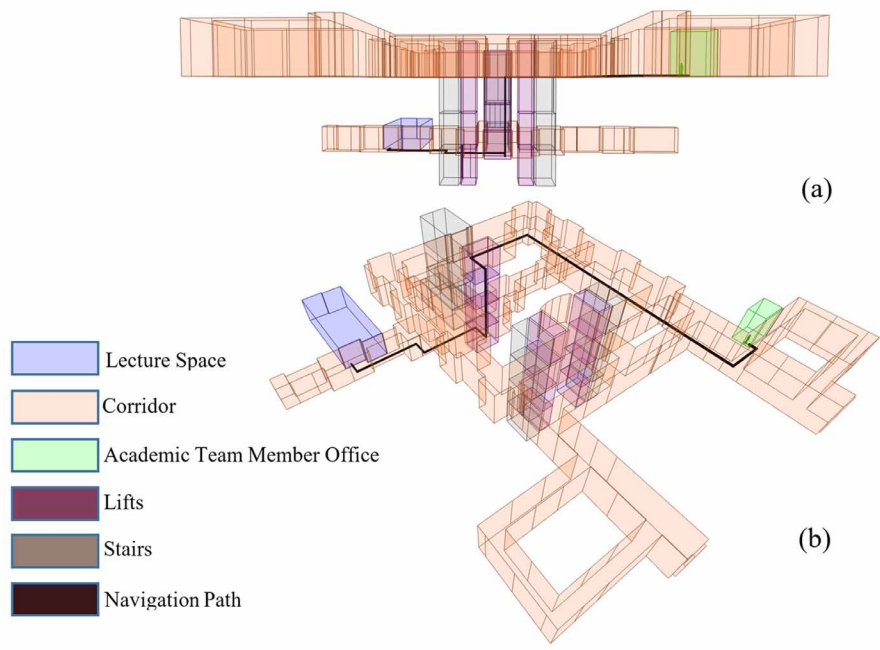 (a)
Lecture Space
Corridor
Academic Team Member Office
Lifts
Stairs
Navigation Path
(b)